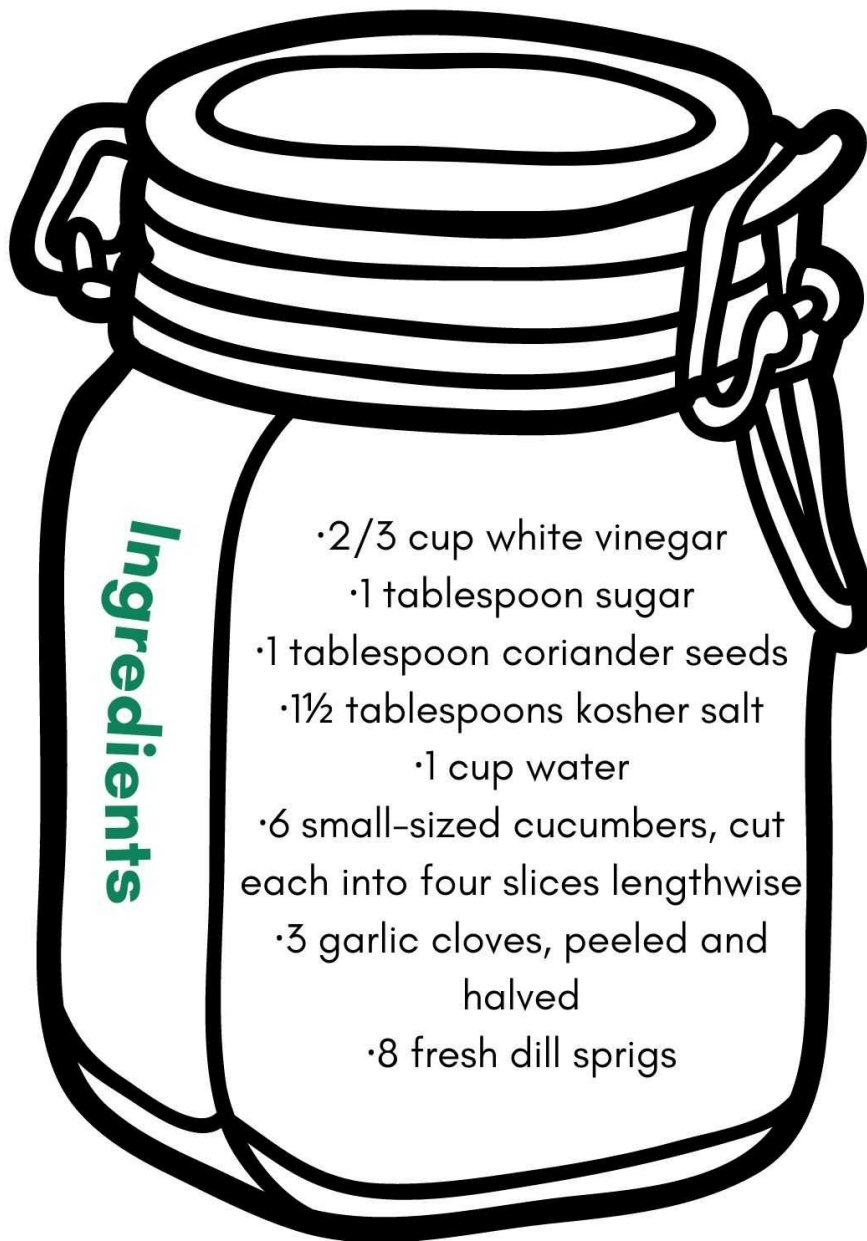 Ingredients
·2/3 cup white vinegar
·1 tablespoon sugar
·1 tablespoon coriander seeds
·1½ tablespoons kosher salt
·1 cup water
·6 small-sized cucumbers, cut
each into four slices lengthwise
·3 garlic cloves, peeled and
halved
·8 fresh dill sprigs